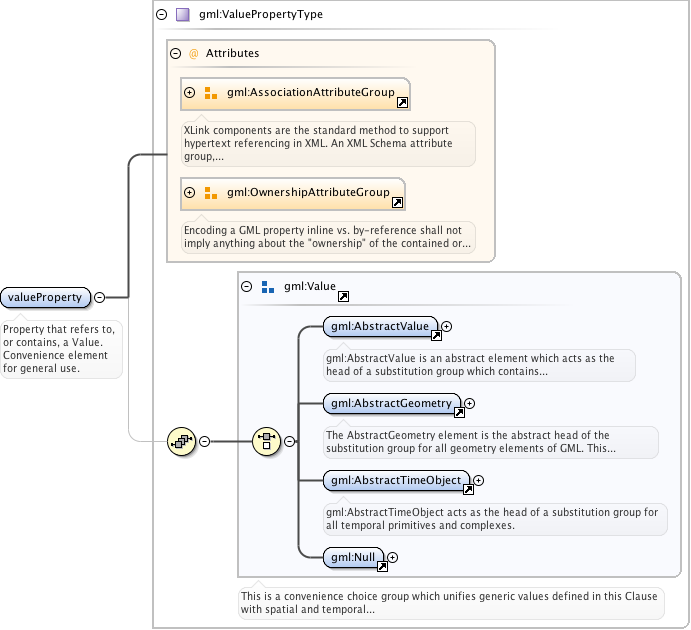 gml:ValuePropertyType
@ Attributes
gml:AssociationAttributeGroup
XLink components are the standard method to support
hypertext referencing in XML. An XML Schema attribute
group,...
gml:OwnershipAttributeGroup
Encoding a GML property inline vs. by-reference shall not
imply anything about the "ownership" of the contained or...
valueProperty
Property that refers to,
or contains, a Value.
Convenience element
for general use.
gml:Value
gml:AbstractValue
gml:AbstractValue is an abstract element which acts as the
head of a substitution group which contains...
gml:AbstractGeometry
The AbstractGeometry element is the abstract head of the
substitution group for all geometry elements of GML. This...
gml:AbstractTimeObject
gml:AbstractTimeObject acts as the head of a substitution group for
all temporal primitives and complexes.
gml:Null
This is a convenience choice group which unifies generic values defined in this Clause
with spatial and temporal...